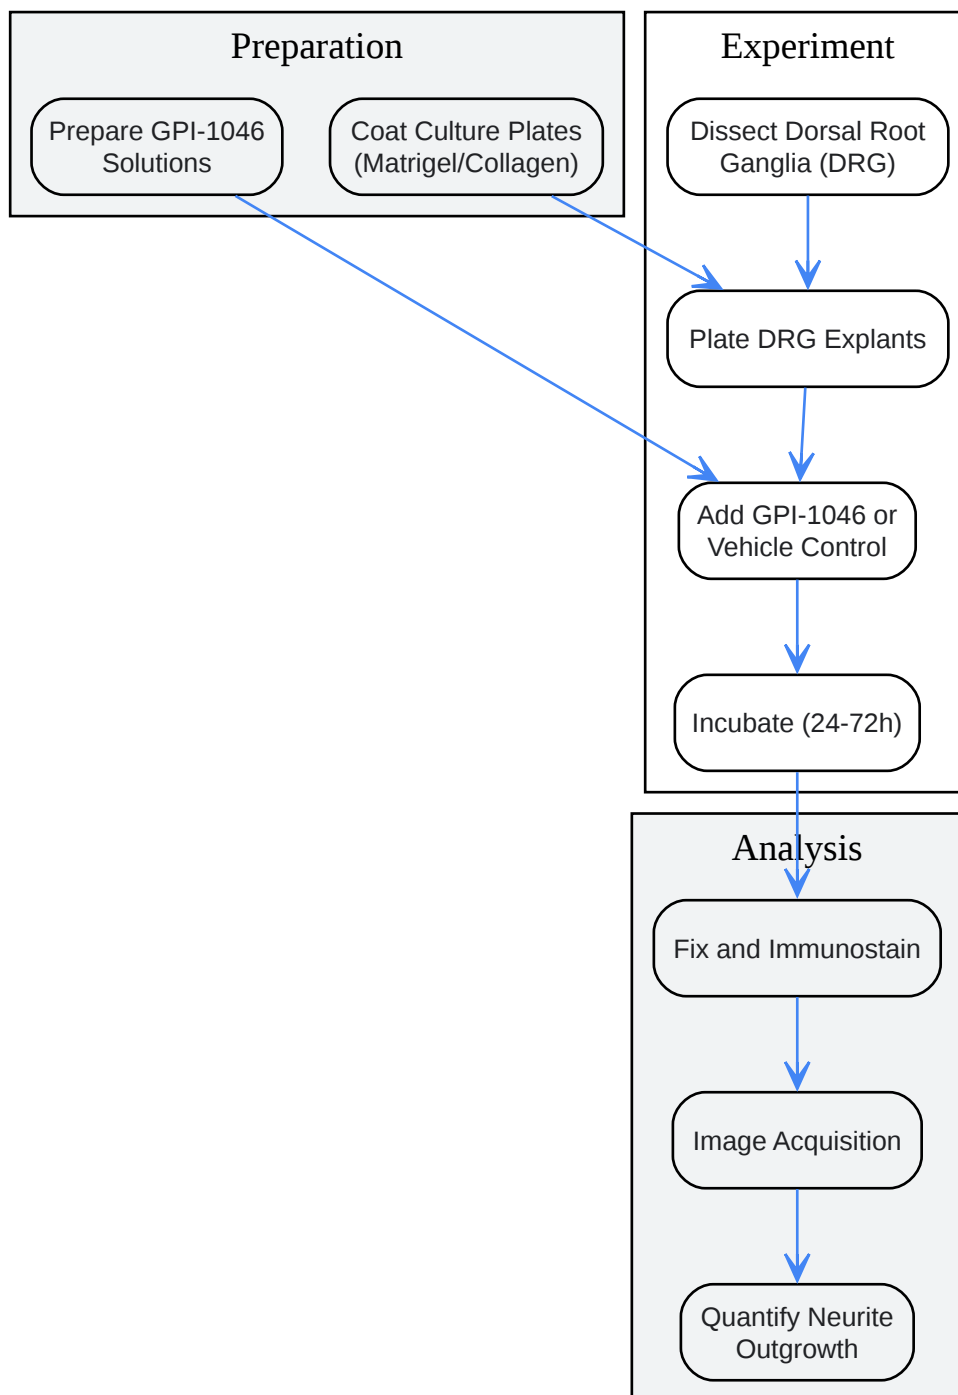 Preparation
Prepare GPI-1046
Solutions
Coat Culture Plates
(Matrigel/Collagen)
Experiment
Dissect Dorsal Root
Ganglia (DRG)
Plate DRG Explants
Add GPI-1046 or
Vehicle Control
Incubate (24-72h)
Analysis
Fix and Immunostain
Image Acquisition
Quantify Neurite
Outgrowth